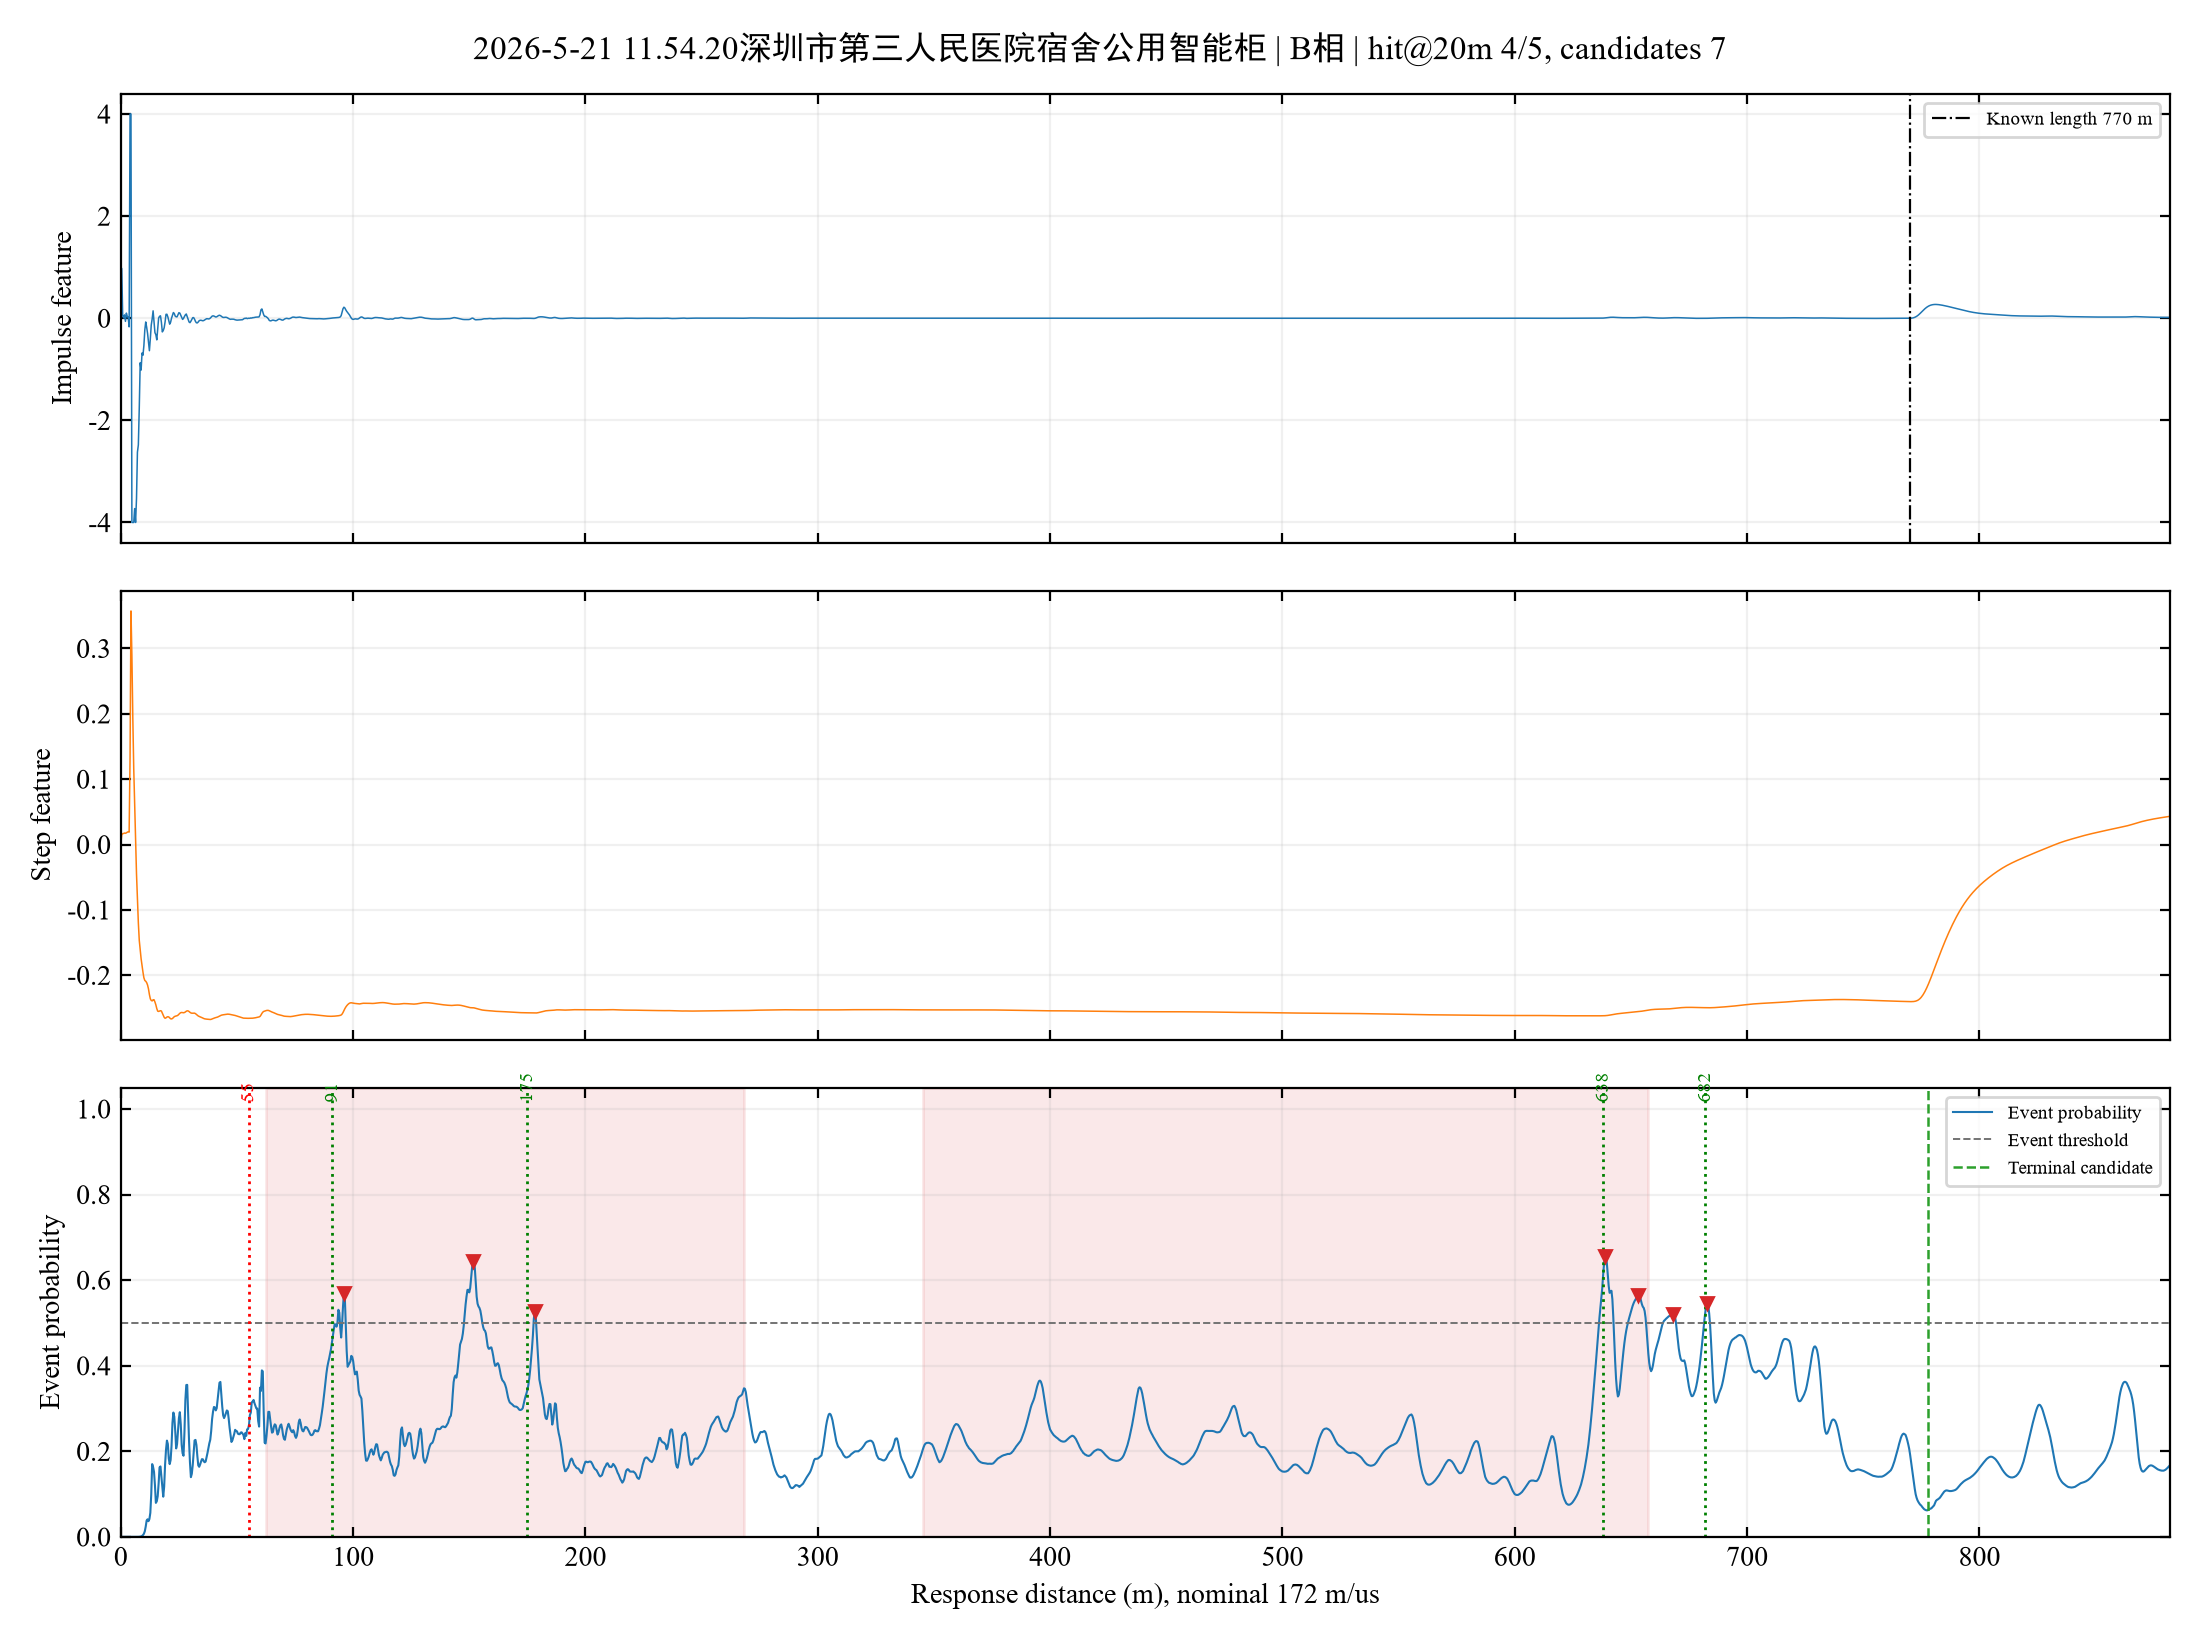 2026-5-21 11.54.20深圳市第三人民医院宿舍公用智能柜 | B相 | hit@20m 4/5, candidates 7
4
2
0
-2
-4
Impulse feature
Known length 770 m
0.3
0.2
0.1
0.0
-0.1
-0.2
Step feature
55
91
175
638
682
1.0
0.8
0.6
0.4
0.2
0.0
Event probability
Event probability
Event threshold
Terminal candidate
0 100 200 300 400 500 600 700 800
Response distance (m), nominal 172 m/us